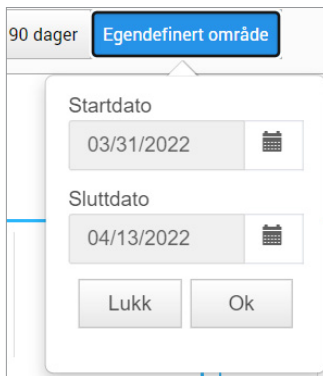 90 dager Egendefinert område
Startdato
03/31/2022
Sluttdato
04/13/2022
Lukk Ok